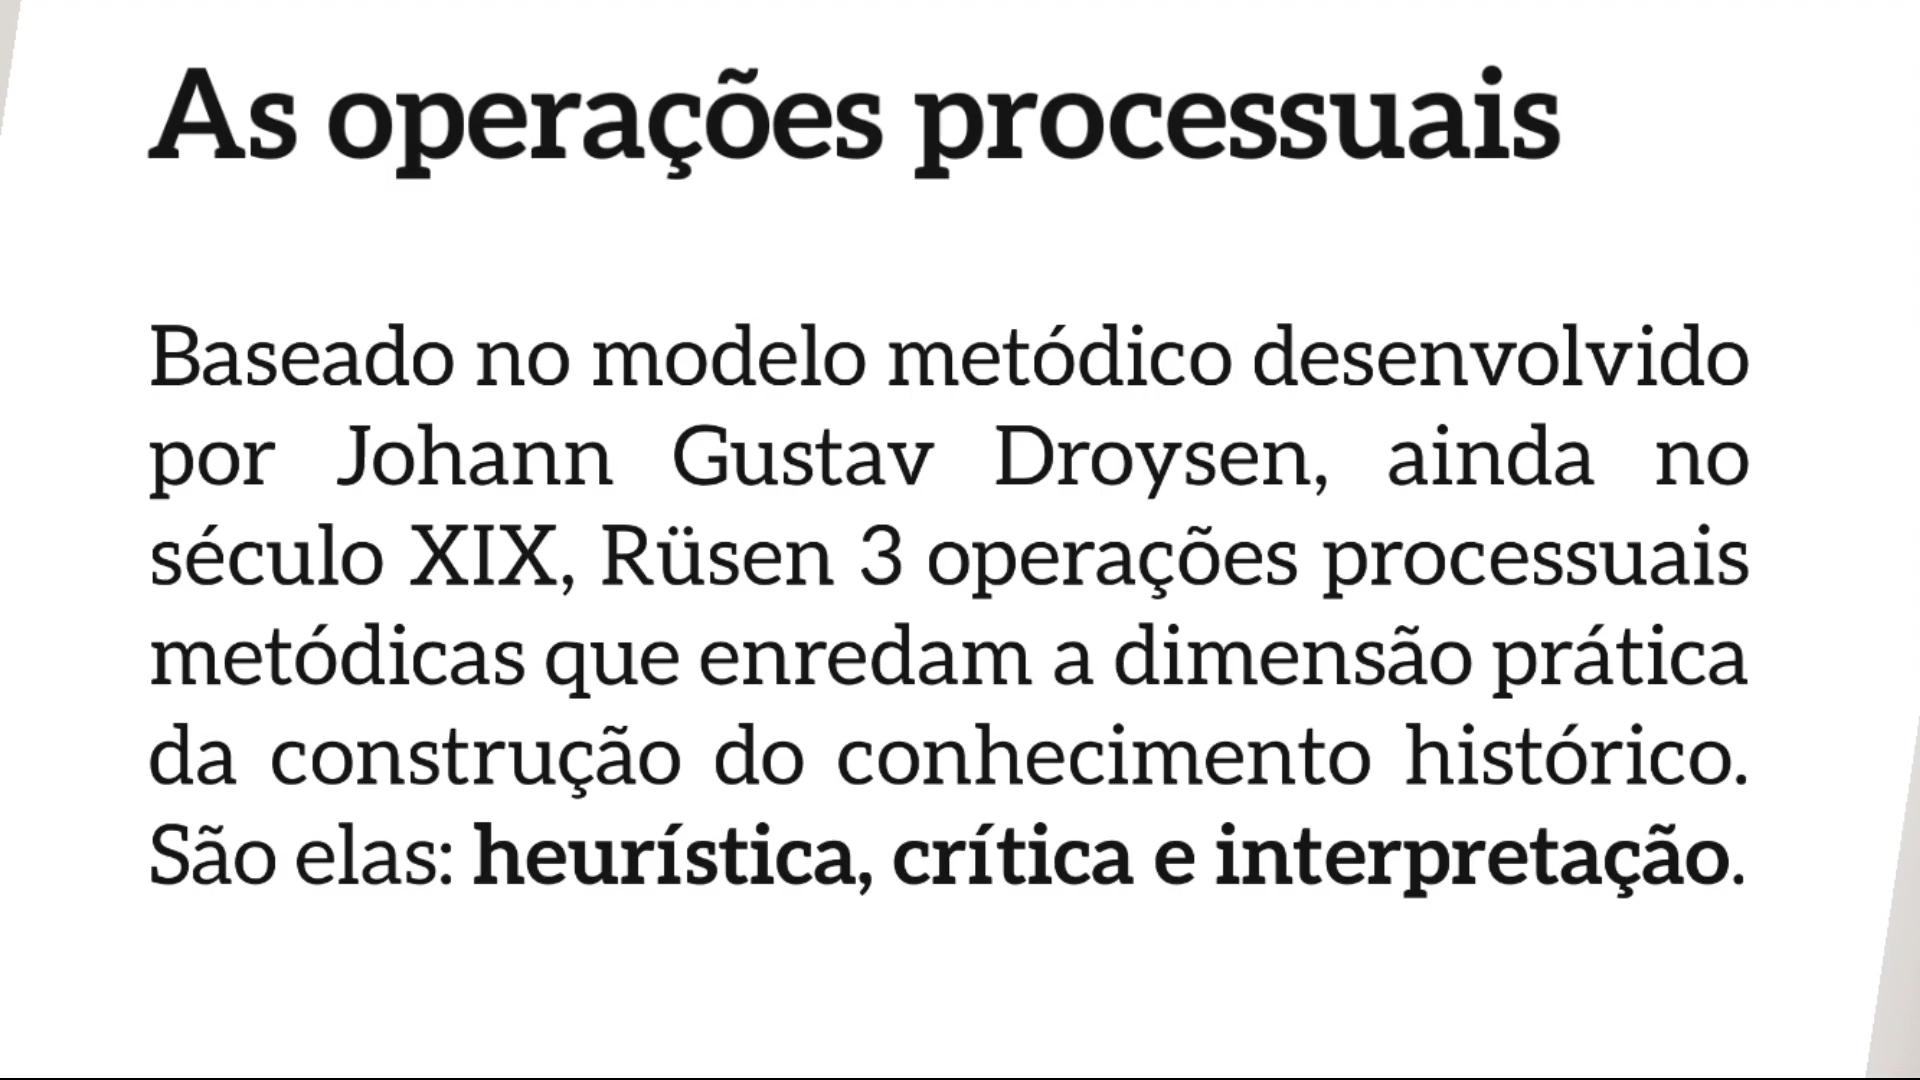 As operações processuais
Baseado no modelo metódico desenvolvido
por Johann Gustav Droysen, ainda no
século XIX, Rüsen 3 operações processuais
metódicas que enredam a dimensão prática
da construção do conhecimento histórico.
São elas: heurística, crítica e interpretação.